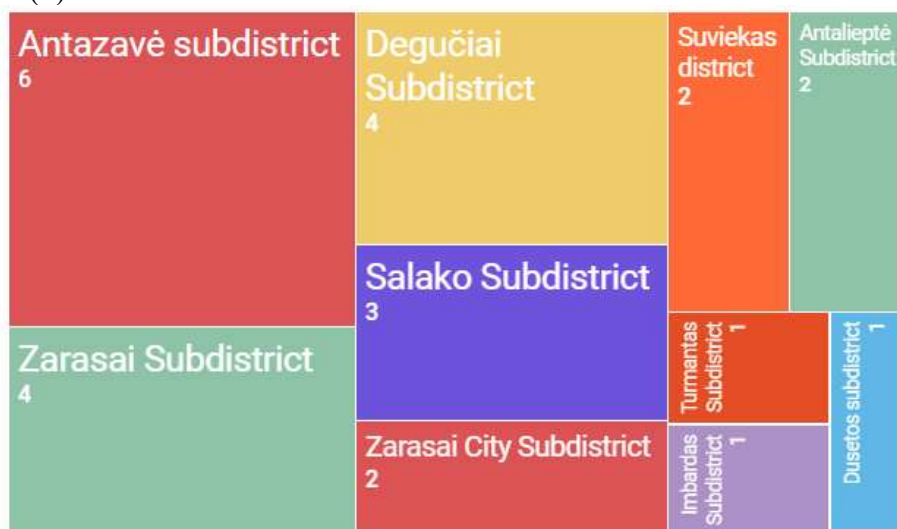 Antazavė subdistrict
6
Zarasai Subdistrict
4
Degučiai
Subdistrict
4
Salako Subdistrict
3
Zarasai City Subdistrict
2
Suviekas
district
2
Antalieptė
Subdistrict
2
Turmantas
Subdistrict
1
Imbardas
Subdistrict
1
Dusetos subdistrict
1